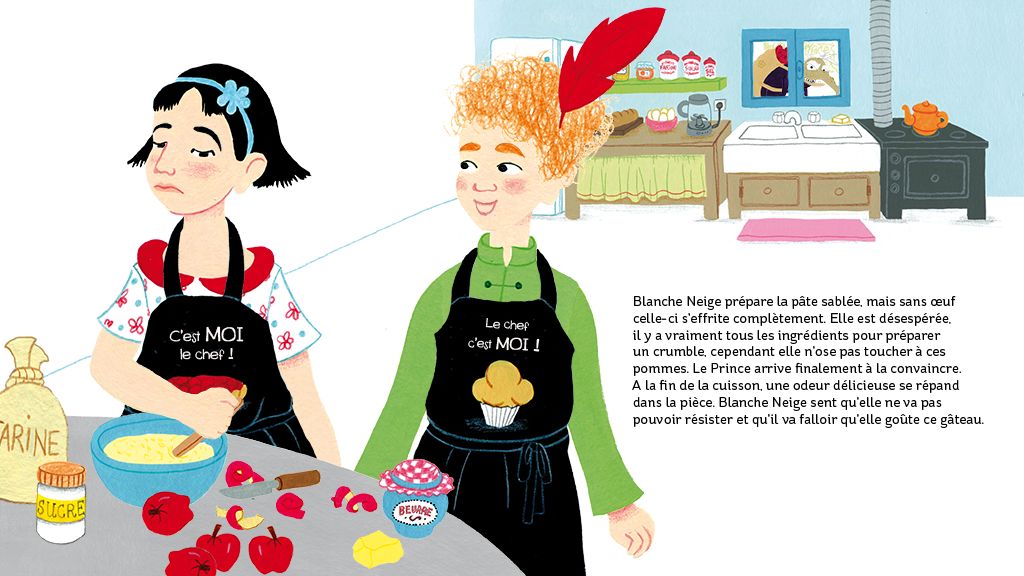 C'est MOI
le chef !
Le chef
c'est MOI !
ARINE
SUCRE
BEURRE
Blanche Neige prépare la pâte sablée, mais sans œuf
celle-ci s'effrite complètement. Elle est désespérée,
il y a vraiment tous les ingrédients pour préparer
un crumble, cependant elle n'ose pas toucher à ces
pommes. Le Prince arrive finalement à la convaincre.
A la fin de la cuisson, une odeur délicieuse se répand
dans la pièce. Blanche Neige sent qu'elle ne va pas
pouvoir résister et qu'il va falloir qu'elle goûte ce gâteau.